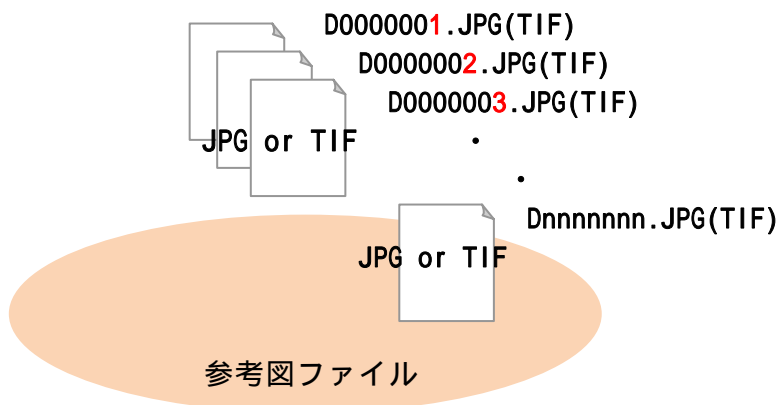 D0000001.JPG(TIF)
D0000002.JPG(TIF)
D0000003.JPG(TIF)
JPG or TIF
・
・
Dnnnnnnn.JPG(TIF)
JPG or TIF
参考図ファイル